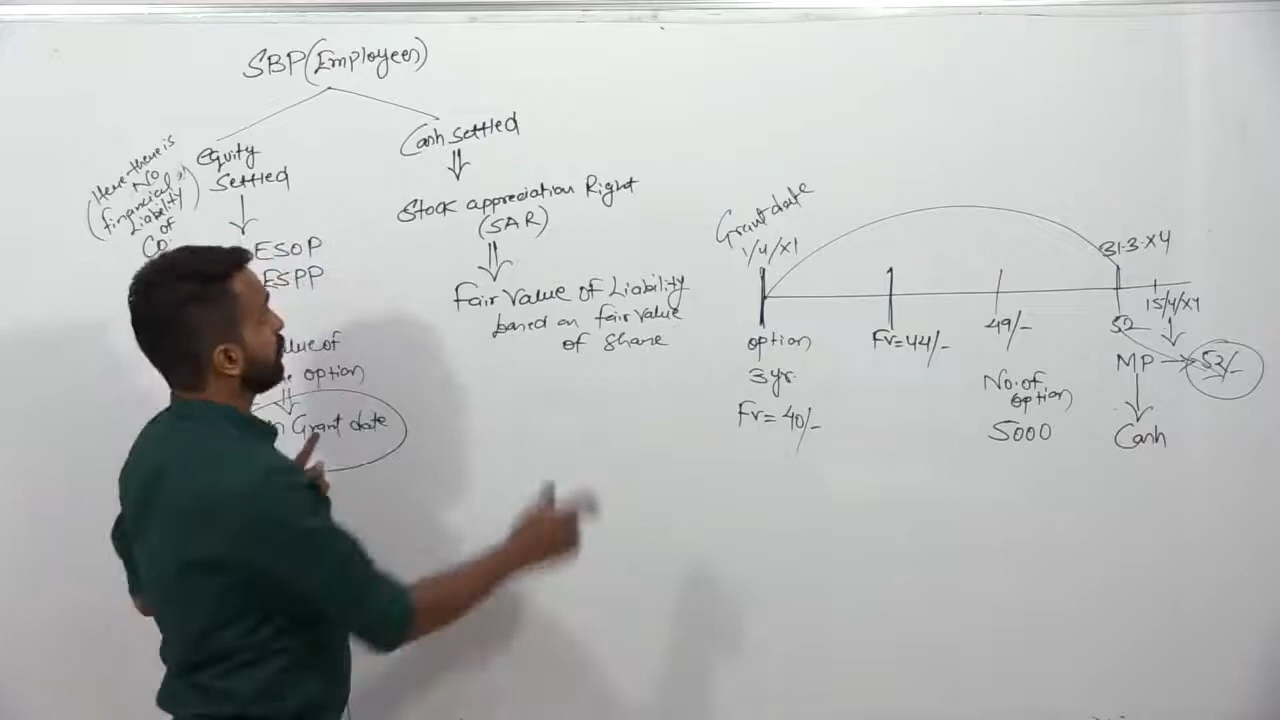 SBP (Employees)
Here there is
No
financial
Liability
of
Co.
equity
Settled
ESOP
ESPP
of
option
Grant date
Cash settled
Stock appreciation Right
(SAR)
Fair value of Liability
based on fair value
of share
Grant date
1/4/X1
31.3.X4
15/4/X4
option
3 yr.
Fv = 40/-
Fv = 44/-
49/-
No. of
option
5000
52
MP → 53/-
Cash